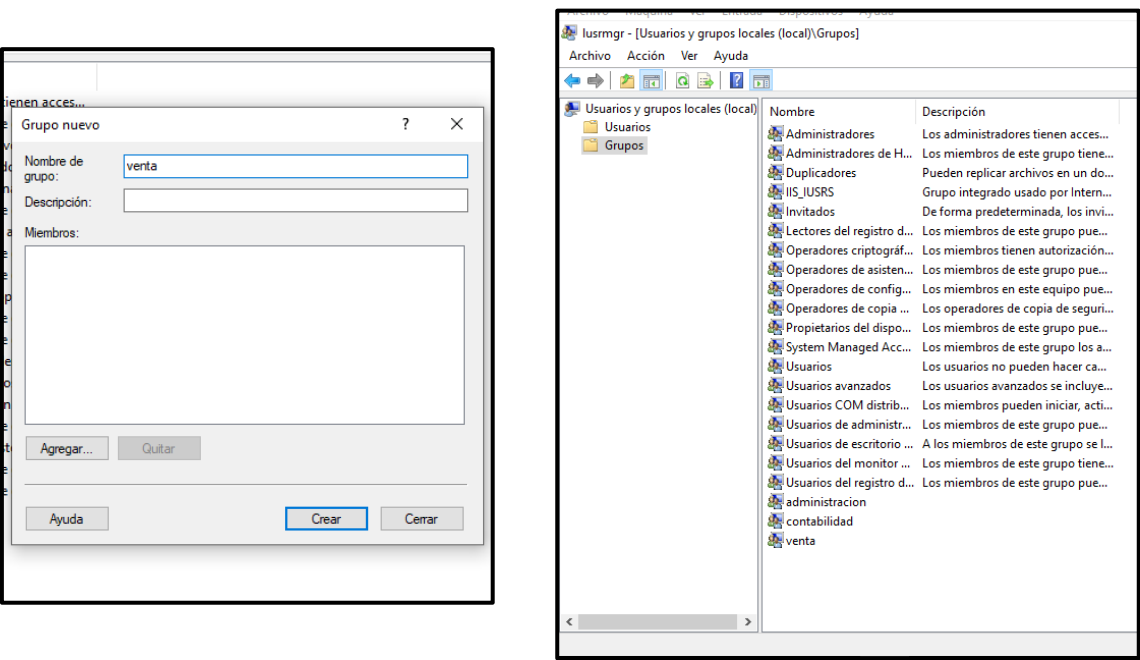 tienen acces...
Grupo nuevo
?
Nombre de
grupo:
venta
Descripción:
Miembros:
Agregar...
Quitar
Ayuda
Crear
Cerrar
Archivo Máquina Ver Entrada Dispositivos Ayuda
lusrmgr - [Usuarios y grupos locales (local)\Grupos]
Archivo Acción Ver Ayuda
Usuarios y grupos locales (local)
Usuarios
Grupos
Nombre Descripción
Administradores Los administradores tienen acces...
Administradores de H... Los miembros de este grupo tiene...
Duplicadores Pueden replicar archivos en un do...
IIS_IUSRS Grupo integrado usado por Intern...
Invitados De forma predeterminada, los invi...
Lectores del registro d... Los miembros de este grupo pue...
Operadores criptográf... Los miembros tienen autorización...
Operadores de asisten... Los miembros de este grupo pue...
Operadores de config... Los miembros en este equipo pue...
Operadores de copia ... Los operadores de copia de seguri...
Propietarios del dispo... Los miembros de este grupo pue...
System Managed Acc... Los miembros de este grupo los a...
Usuarios Los usuarios no pueden hacer ca...
Usuarios avanzados Los usuarios avanzados se incluye...
Usuarios COM distrib... Los miembros pueden iniciar, acti...
Usuarios de administr... Los miembros de este grupo pue...
Usuarios de escritorio ... A los miembros de este grupo se l...
Usuarios del monitor ... Los miembros de este grupo tiene...
Usuarios del registro d... Los miembros de este grupo pue...
administracion
contabilidad
venta